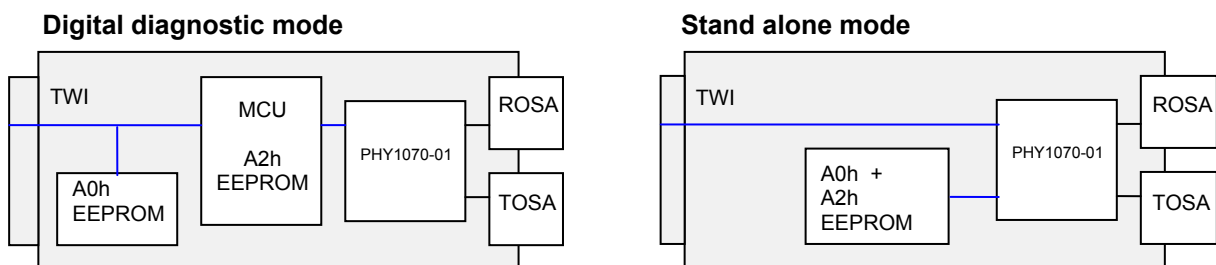 Digital diagnostic mode
TWI
MCU
A2h
EEPROM
A0h
EEPROM
PHY1070-01
ROSA
TOSA
Stand alone mode
TWI
A0h +
A2h
EEPROM
PHY1070-01
ROSA
TOSA